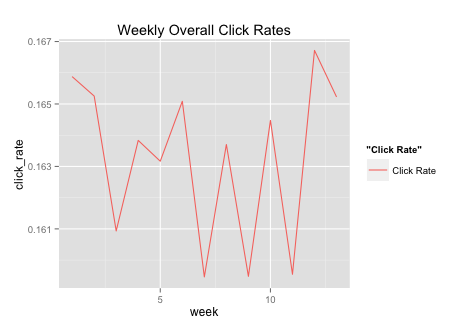 Weekly Overall Click Rates
0.167
0.165
0.163
0.161
click_rate
5
10
week
"Click Rate"
Click Rate